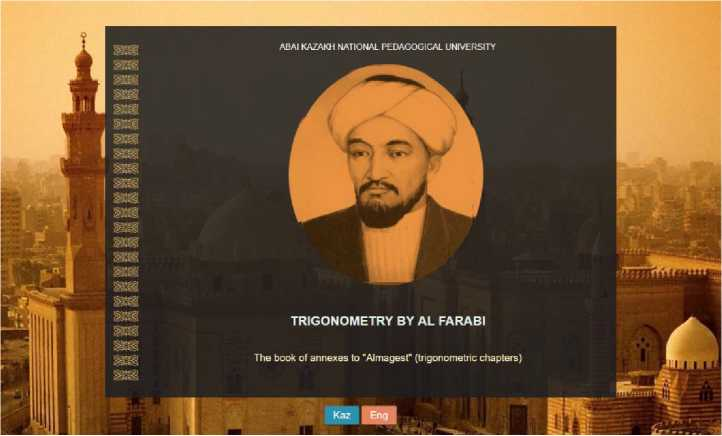 ABAI KAZAKH NATIONAL PEDAGOGICAL UNIVERSITY
TRIGONOMETRY BY AL FARABI
The book of annexes to "Almagest" (trigonometric chapters)
Kaz Eng